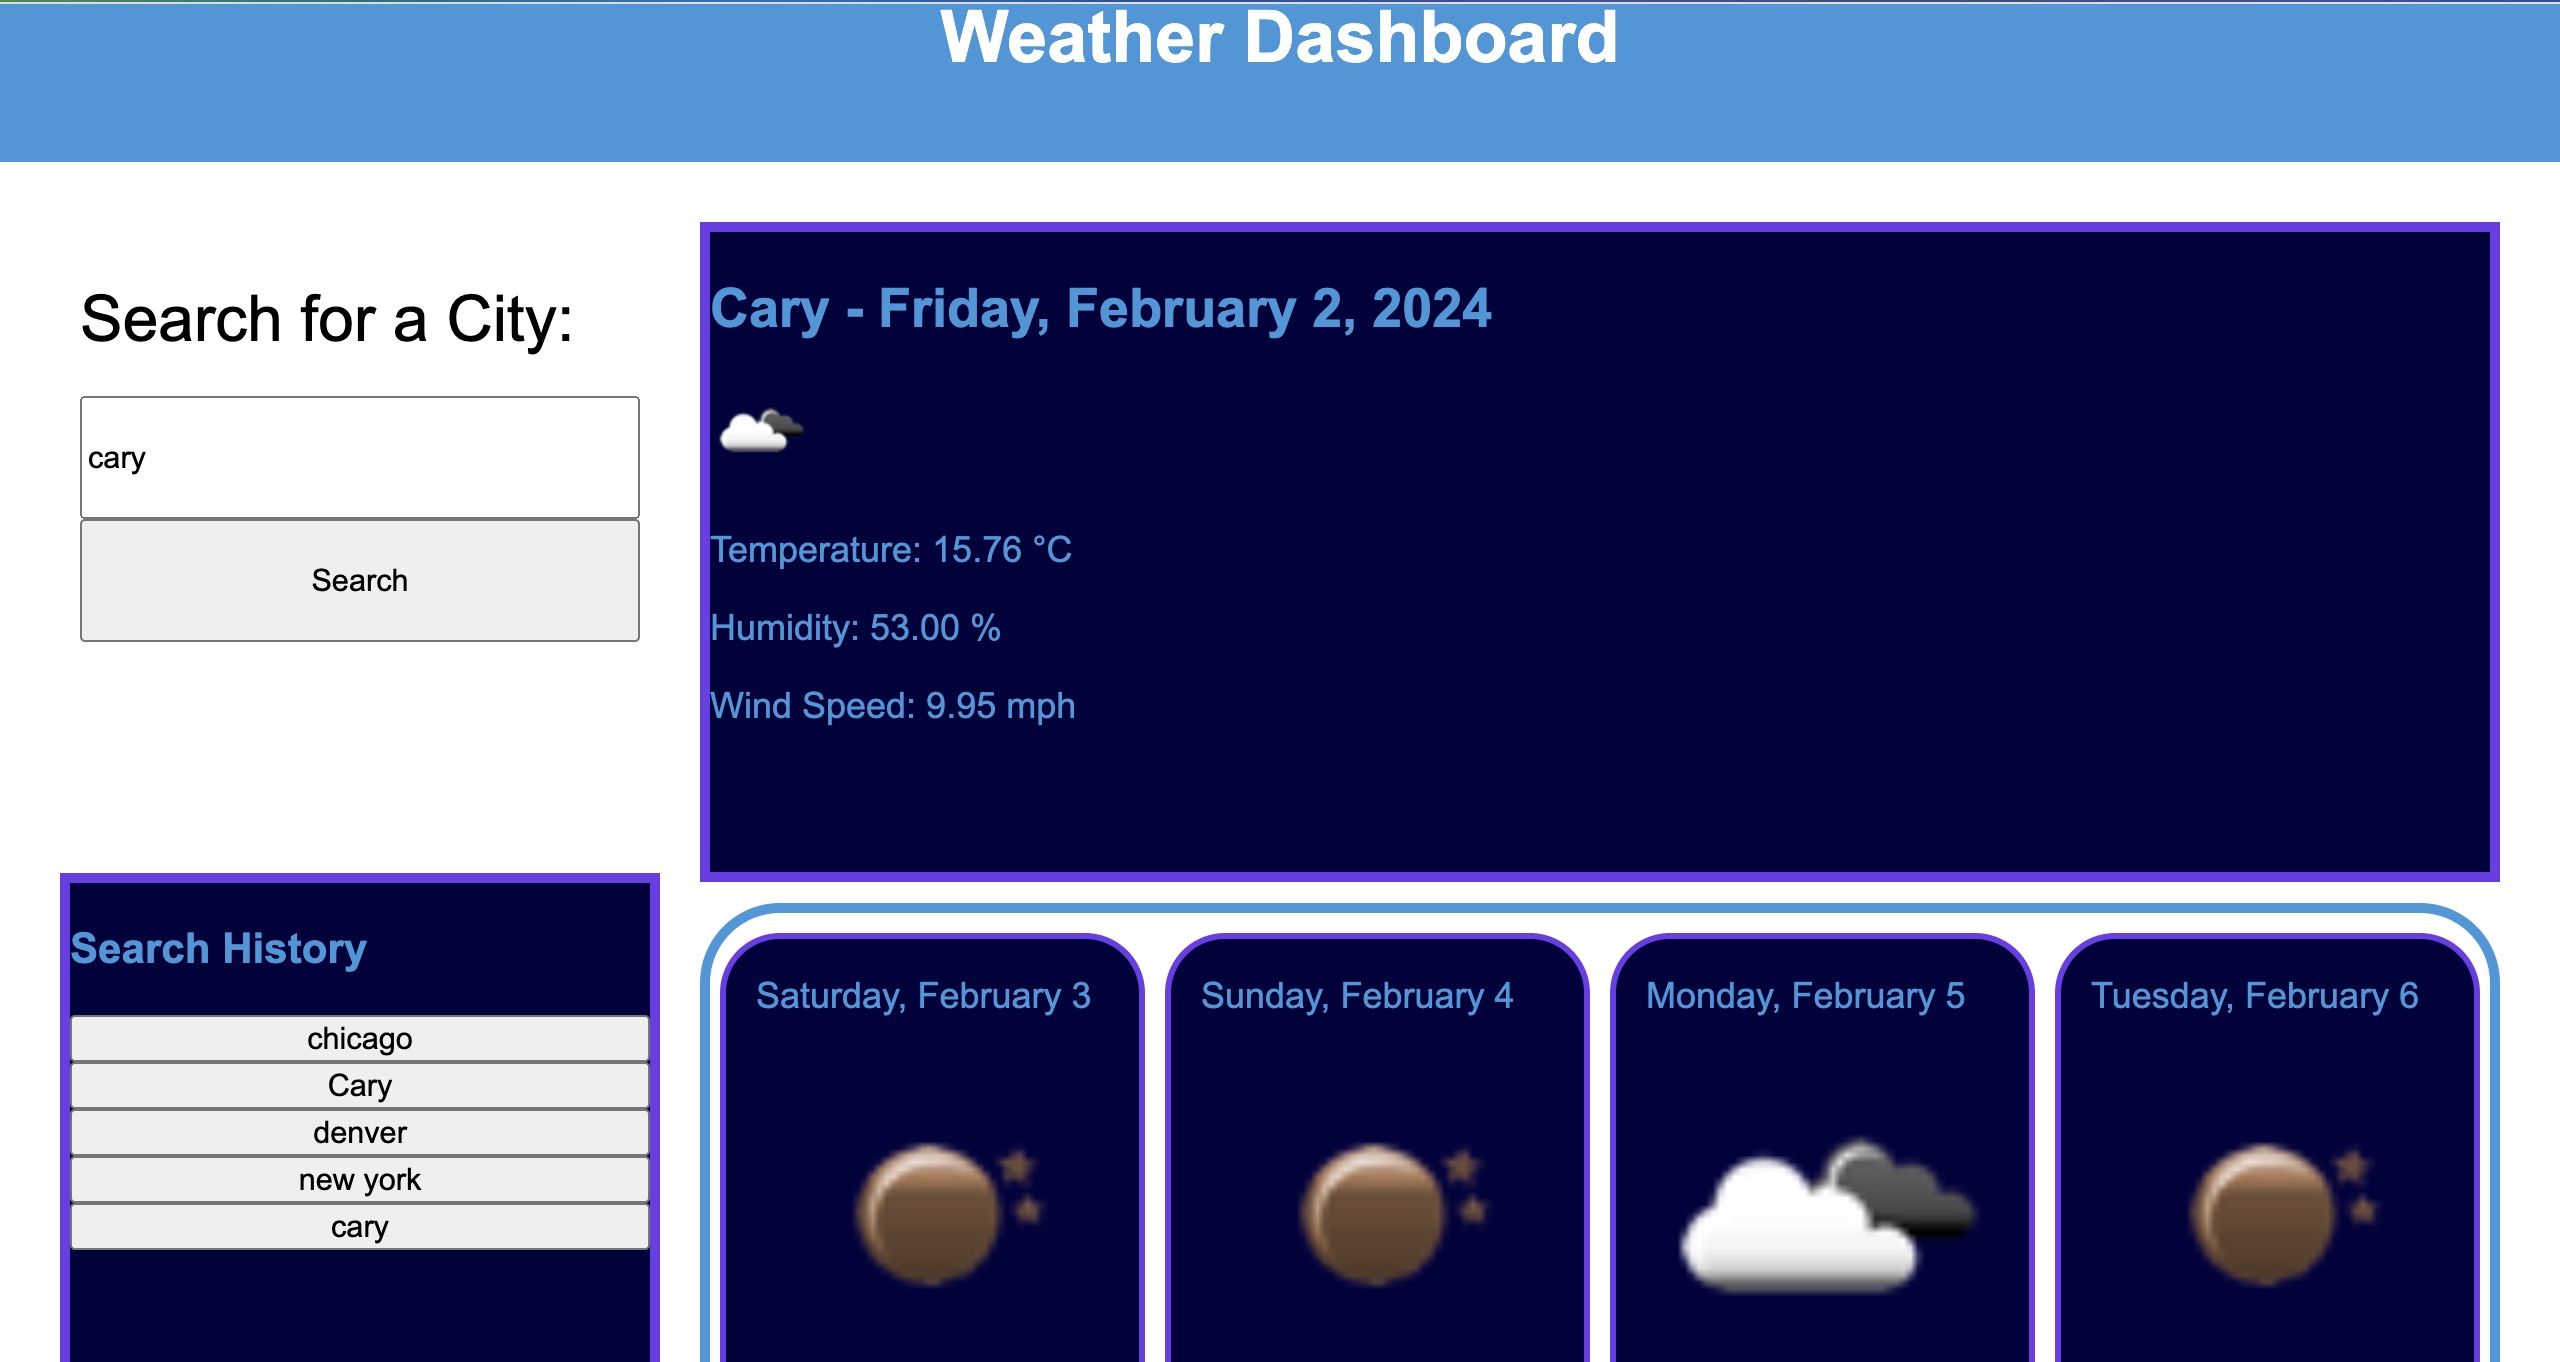 Weather Dashboard
Search for a City:
cary
Search
Search History
chicago
Cary
denver
new york
cary
Cary - Friday, February 2, 2024
Temperature: 15.76 °C
Humidity: 53.00 %
Wind Speed: 9.95 mph
Saturday, February 3
Sunday, February 4
Monday, February 5
Tuesday, February 6